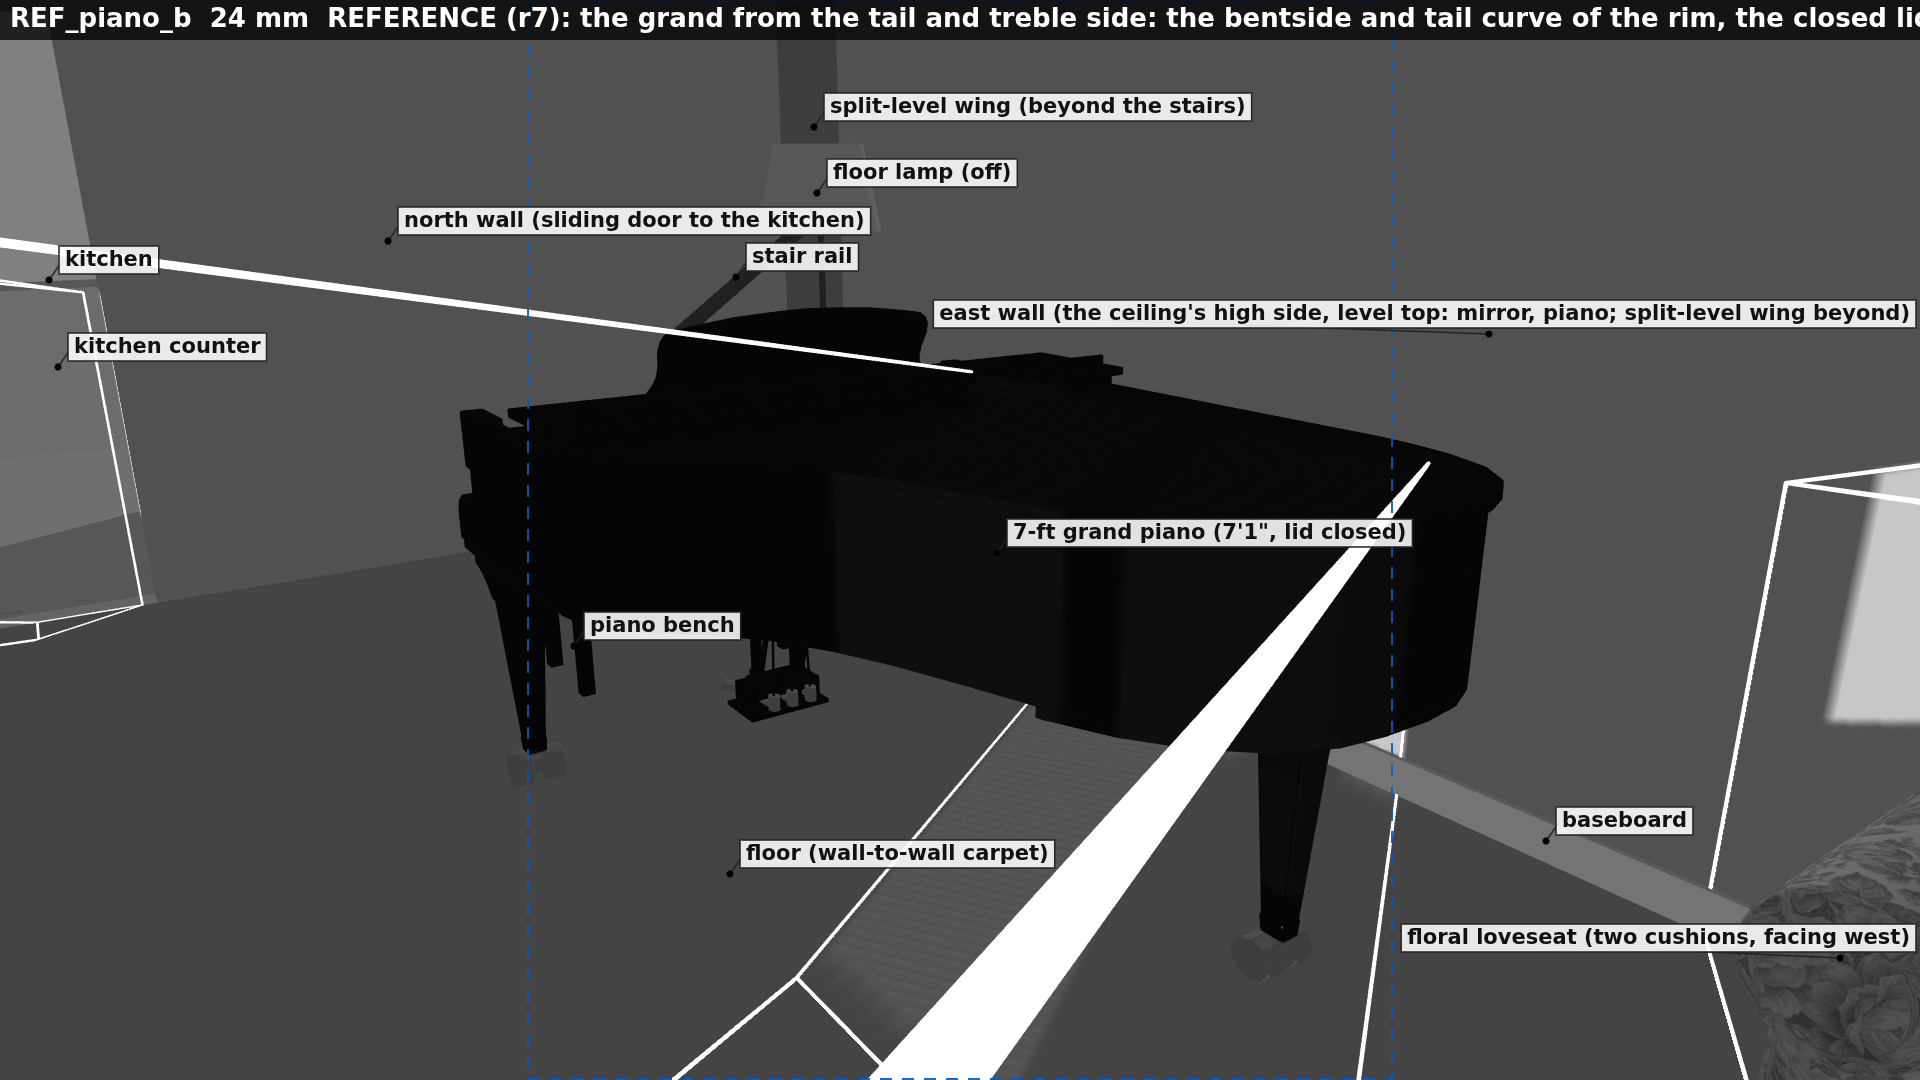 REF_piano_b 24 mm REFERENCE (r7): the grand from the tail and treble side: the bentside and tail curve of the rim, the closed
split-level wing (beyond the stairs)
floor lamp (off)
north wall (sliding door to the kitchen)
stair rail
kitchen
east wall (the ceiling's high side, level top: mirror, piano; split-level wing beyond)
kitchen counter
7-ft grand piano (7'1", lid closed)
piano bench
baseboard
floor (wall-to-wall carpet)
floral loveseat (two cushions, facing west)